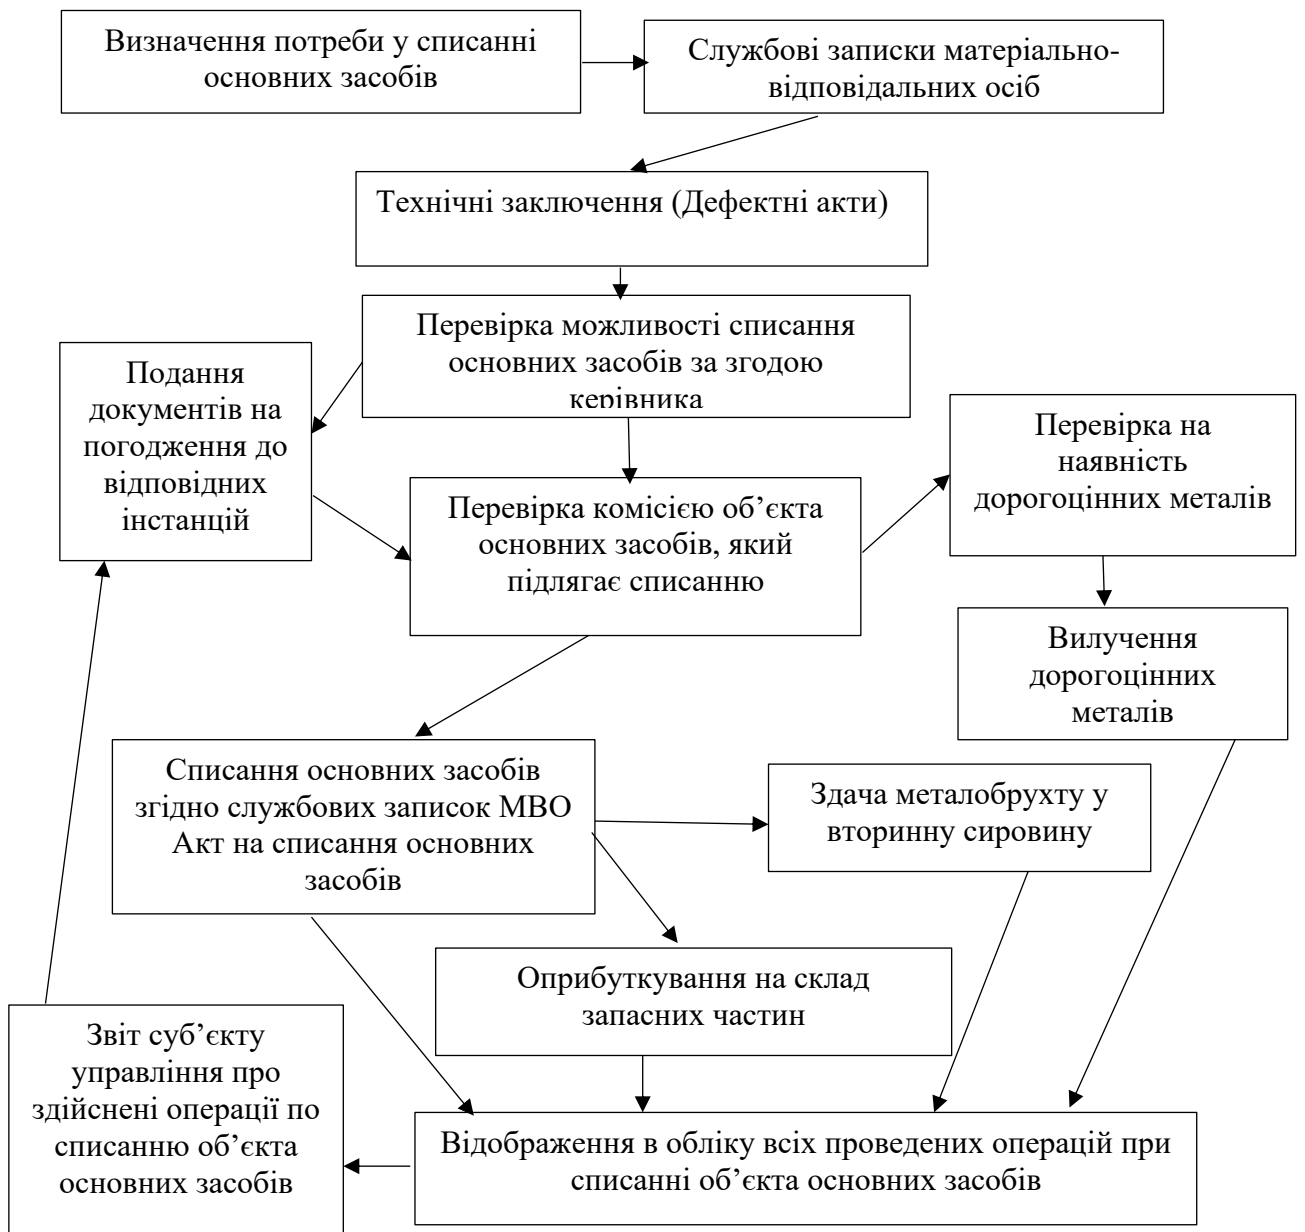 Визначення потреби у списанні
основних засобів
Службові записки матеріально-
відповідальних осіб
Технічні заключення (Дефектні акти)
Перевірка можливості списання
основних засобів за згодою
керівника
Подання
документів на
погодження до
відповідних
інстанцій
Перевірка комісією об’єкта
основних засобів, який
підлягає списанню
Перевірка на
наявність
дорогоцінних металів
Вилучення
дорогоцінних
металів
Списання основних засобів
згідно службових записок МВО
Акт на списання основних
засобів
Здача металобрухту у
вторинну сировину
Оприбуткування на склад
запасних частин
Звіт суб’єкту
управління про
здійснені операції по
списанню об’єкта
основних засобів
Відображення в обліку всіх проведених операцій при
списанні об’єкта основних засобів